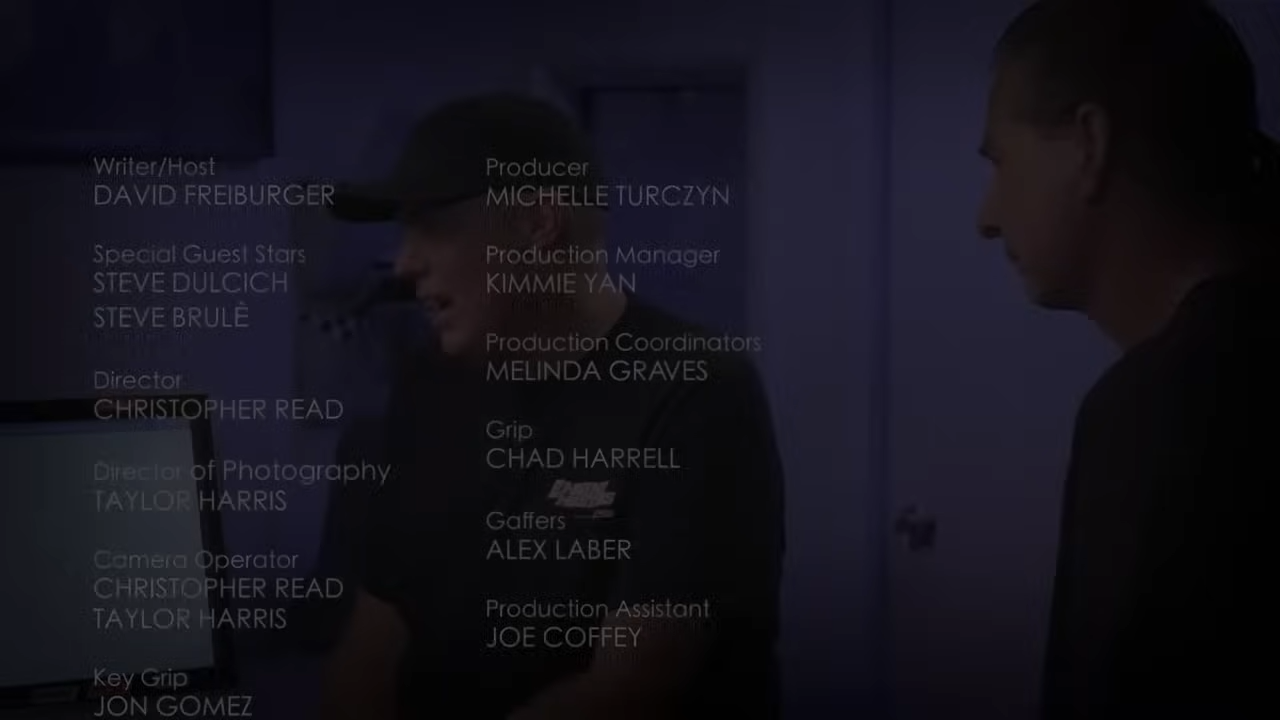 Writer/Host
DAVID FREIBURGER
Special Guest Stars
STEVE DULCICH
STEVE BRULÈ
Director
CHRISTOPHER READ
Director of Photography
TAYLOR HARRIS
Camera Operator
CHRISTOPHER READ
TAYLOR HARRIS
Key Grip
JON GOMEZ
Producer
MICHELLE TURCZYN
Production Manager
KIMMIE YAN
Production Coordinators
MELINDA GRAVES
Grip
CHAD HARRELL
Gaffers
ALEX LABER
Production Assistant
JOE COFFEY